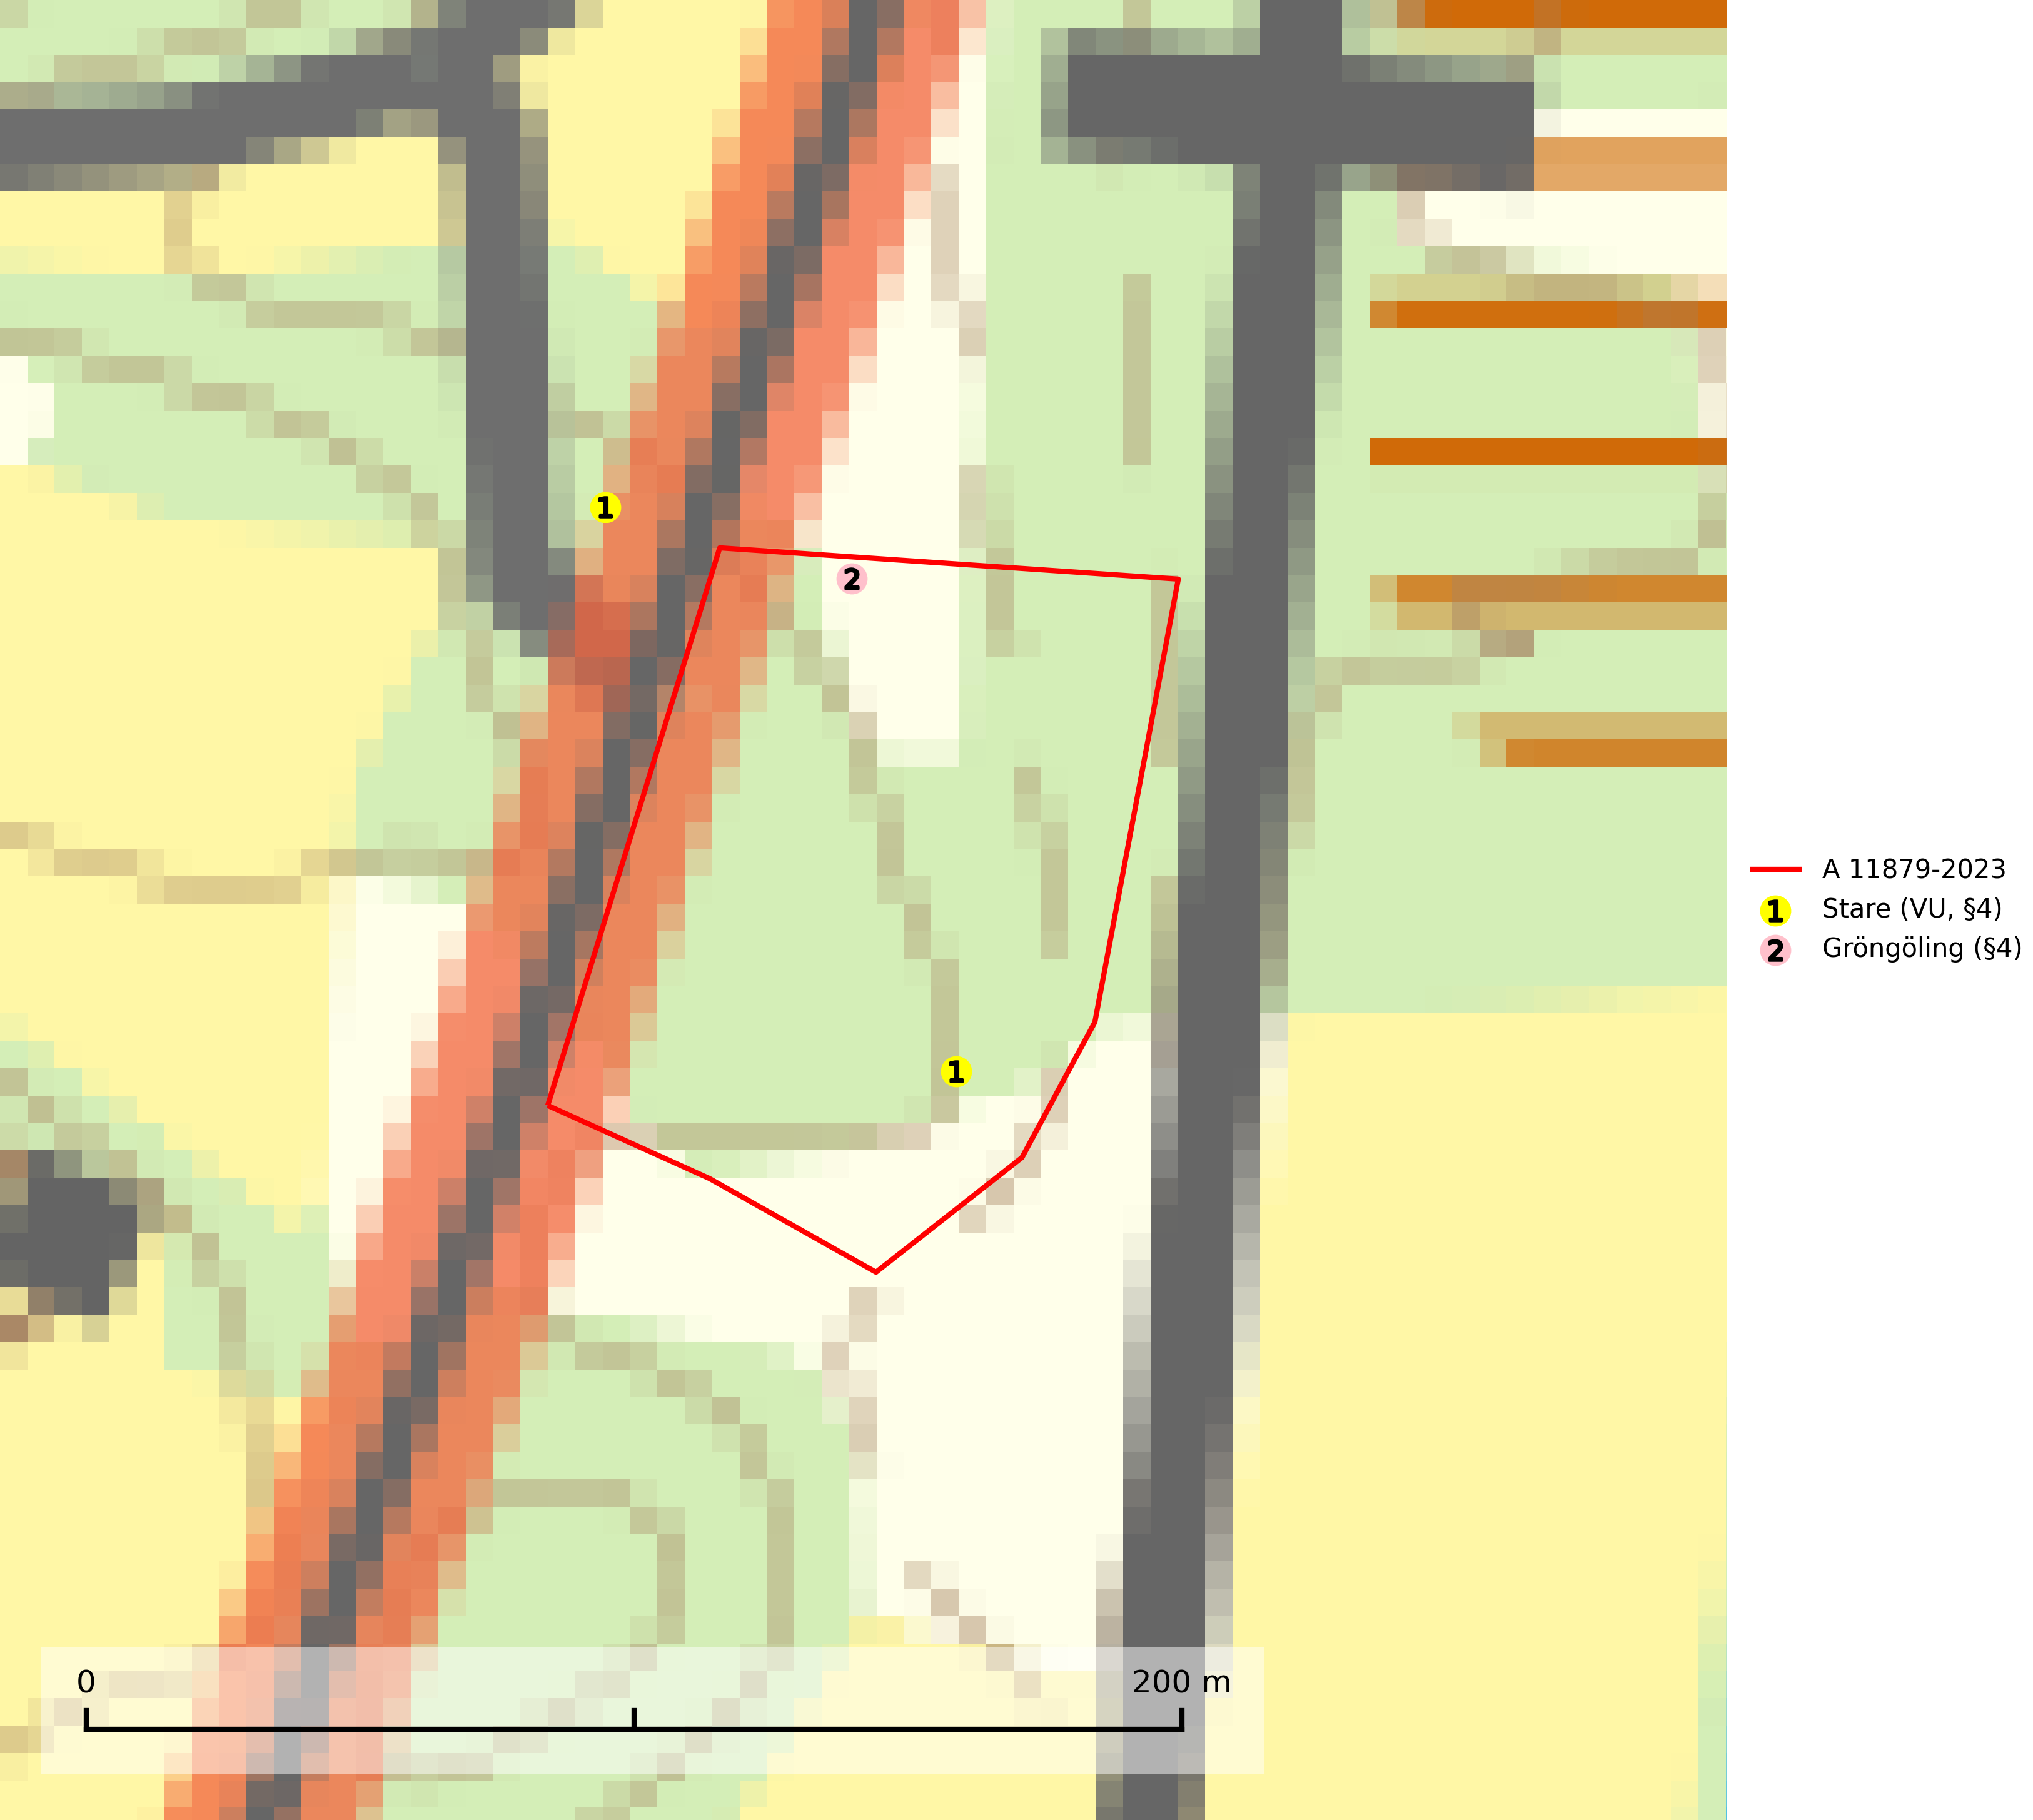 1
2
1
A 11879-2023
1 Stare (VU, §4)
2 Gröngöling (§4)
0 200 m